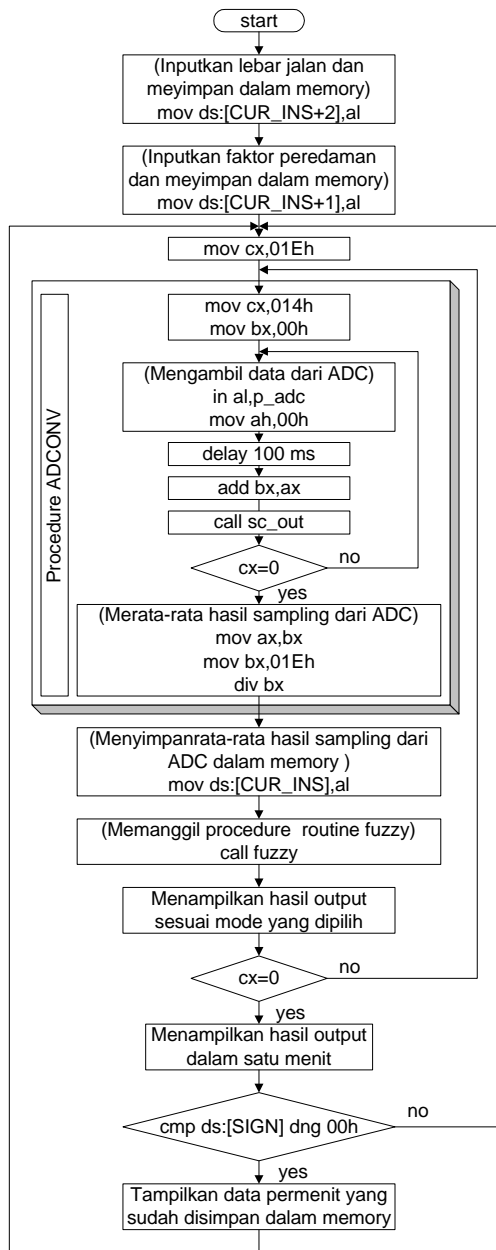 start
(Inputkan lebar jalan dan
meyimpan dalam memory)
mov ds:[CUR_INS+2],al
(Inputkan faktor peredaman
dan meyimpan dalam memory)
mov ds:[CUR_INS+1],al
mov cx,01Eh
Procedure ADCONV
mov cx,014h
mov bx,00h
(Mengambil data dari ADC)
in al,p_adc
mov ah,00h
delay 100 ms
add bx,ax
call sc_out
cx=0
no
yes
(Merata-rata hasil sampling dari ADC)
mov ax,bx
mov bx,01Eh
div bx
(Menyimpanrata-rata hasil sampling dari
ADC dalam memory )
mov ds:[CUR_INS],al
(Memanggil procedure routine fuzzy)
call fuzzy
Menampilkan hasil output
sesuai mode yang dipilih
cx=0
no
yes
Menampilkan hasil output
dalam satu menit
cmp ds:[SIGN] dng 00h
no
yes
Tampilkan data permenit yang
sudah disimpan dalam memory